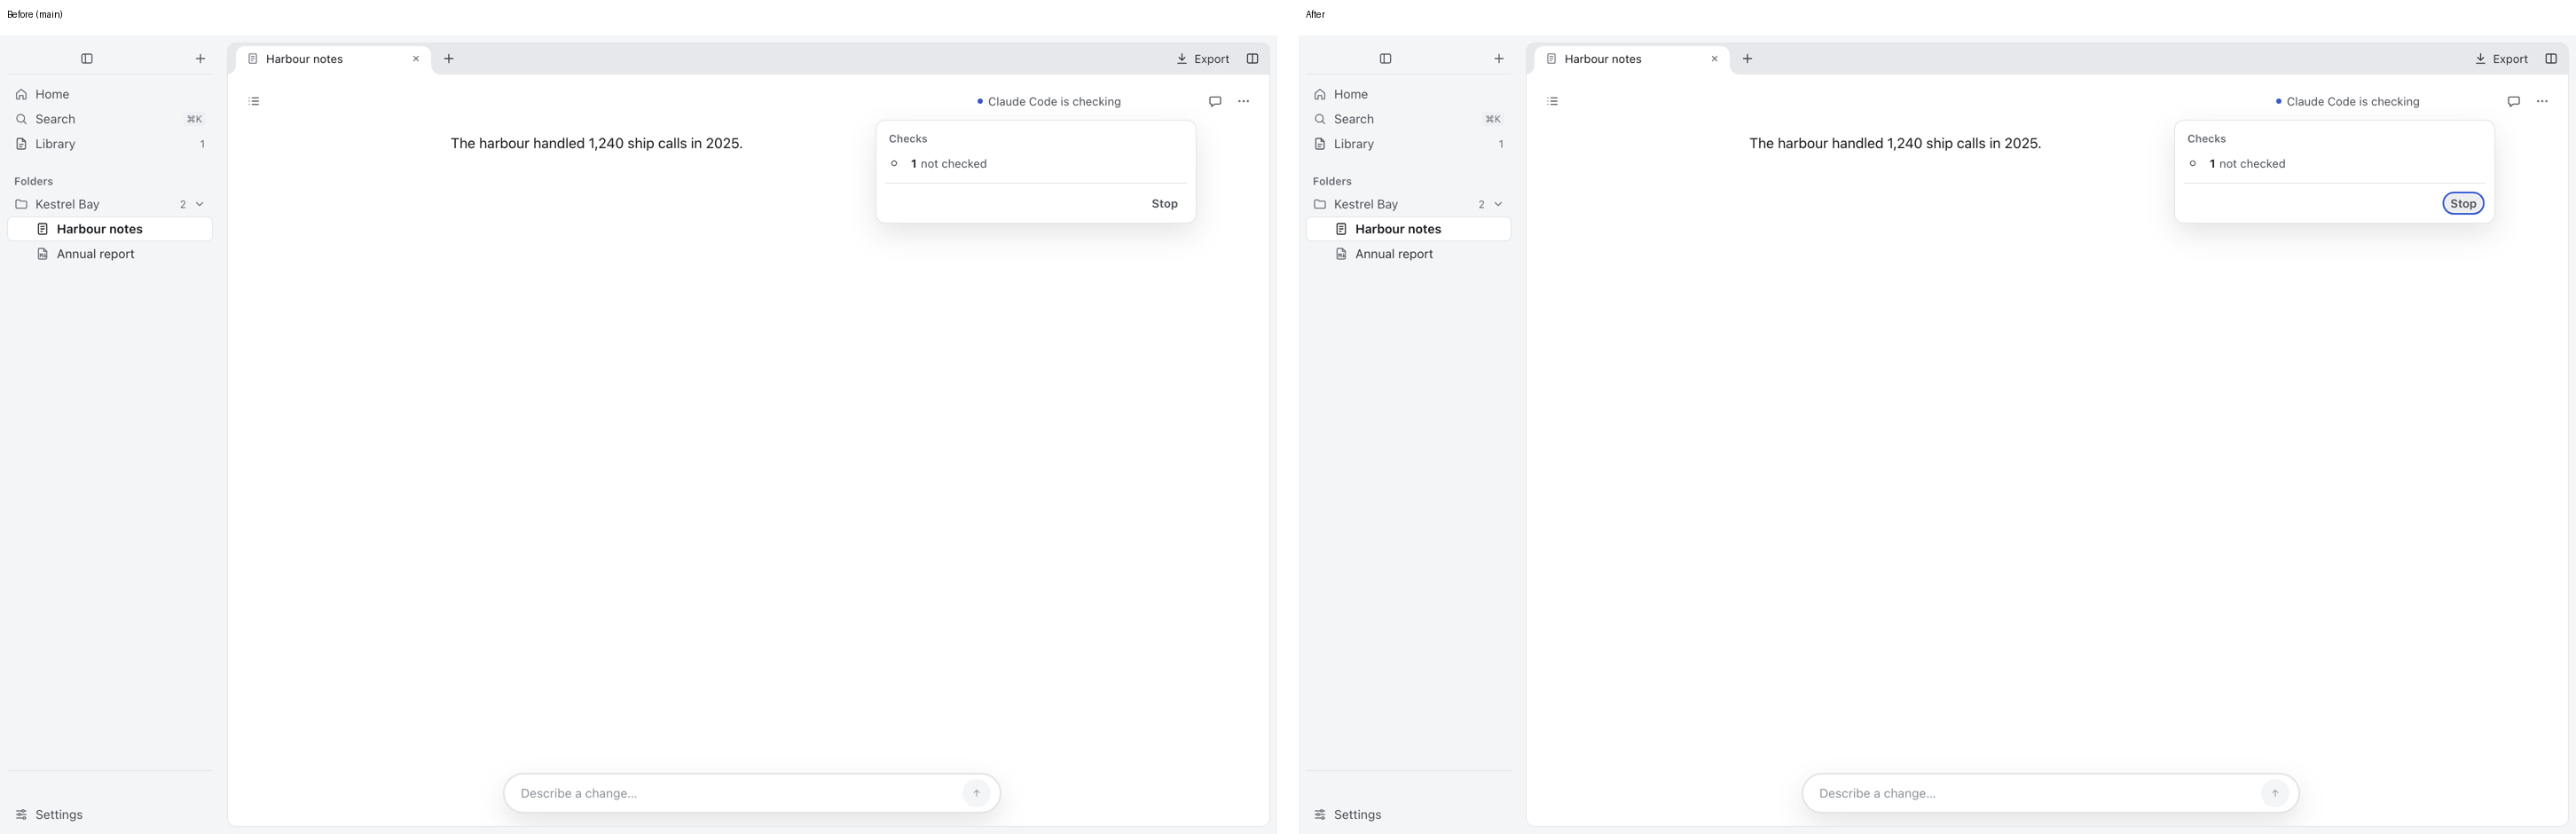 Before (main)
Harbour notes
Export
Home
Search ⌘K
Library 1
Folders
Kestrel Bay 2
Harbour notes
Annual report
Settings
Claude Code is checking
The harbour handled 1,240 ship calls in 2025.
Checks
1 not checked
Stop
Describe a change...
After
Harbour notes
Export
Home
Search ⌘K
Library 1
Folders
Kestrel Bay 2
Harbour notes
Annual report
Settings
Claude Code is checking
The harbour handled 1,240 ship calls in 2025.
Checks
1 not checked
Stop
Describe a change...